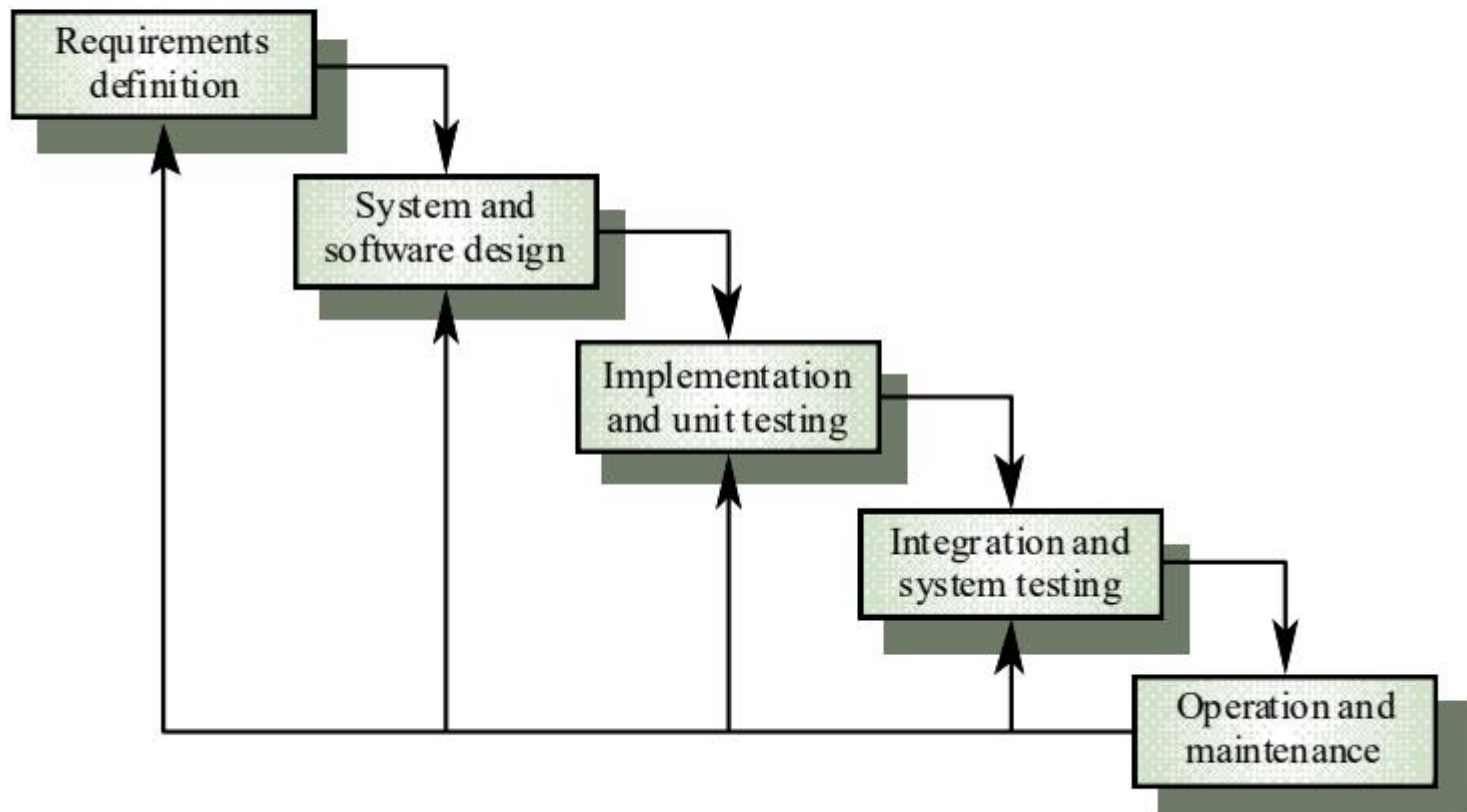 Requirements
definition
System and
software design
Implementation
and unit testing
Integration and
system testing
Operation and
maintenance